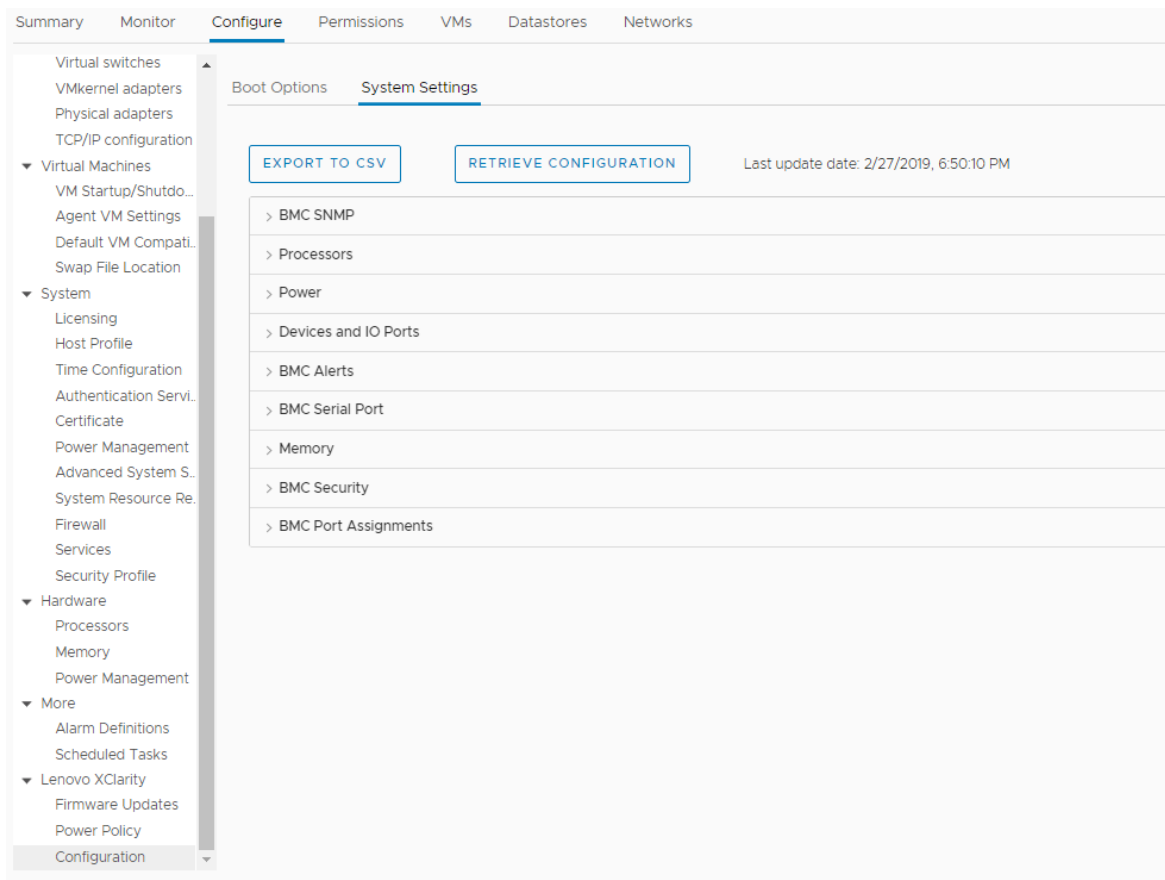 Summary Monitor Configure Permissions VMs Datastores Networks
Virtual switches
VMkernel adapters
Physical adapters
TCP/IP configuration
Virtual Machines
VM Startup/Shutdo...
Agent VM Settings
Default VM Compati..
Swap File Location
System
Licensing
Host Profile
Time Configuration
Authentication Servi..
Certificate
Power Management
Advanced System S..
System Resource Re.
Firewall
Services
Security Profile
Hardware
Processors
Memory
Power Management
More
Alarm Definitions
Scheduled Tasks
Lenovo XClarity
Firmware Updates
Power Policy
Configuration
Boot Options System Settings
EXPORT TO CSV RETRIEVE CONFIGURATION Last update date: 2/27/2019, 6:50:10 PM
BMC SNMP
Processors
Power
Devices and IO Ports
BMC Alerts
BMC Serial Port
Memory
BMC Security
BMC Port Assignments